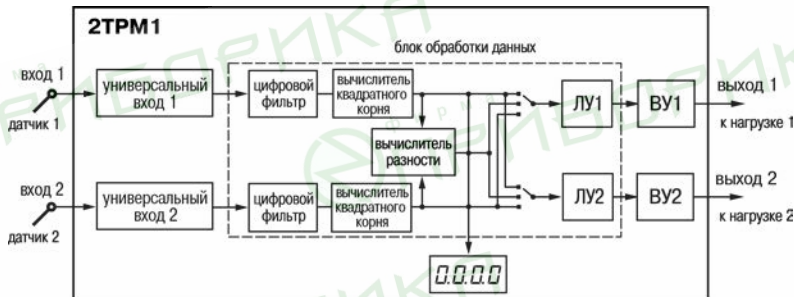 2ТРМ1
блок обработки данных
вход 1
датчик 1
универсальный
вход 1
цифровой
фильтр
вычислитель
квадратного
корня
вычислитель
разности
ЛУ1
ВУ1
выход 1
к нагрузке 1
вход 2
датчик 2
универсальный
вход 2
цифровой
фильтр
вычислитель
квадратного
корня
ЛУ2
ВУ2
выход 2
к нагрузке 2
0.0.0.0
фирма
ПРИБОРИКА